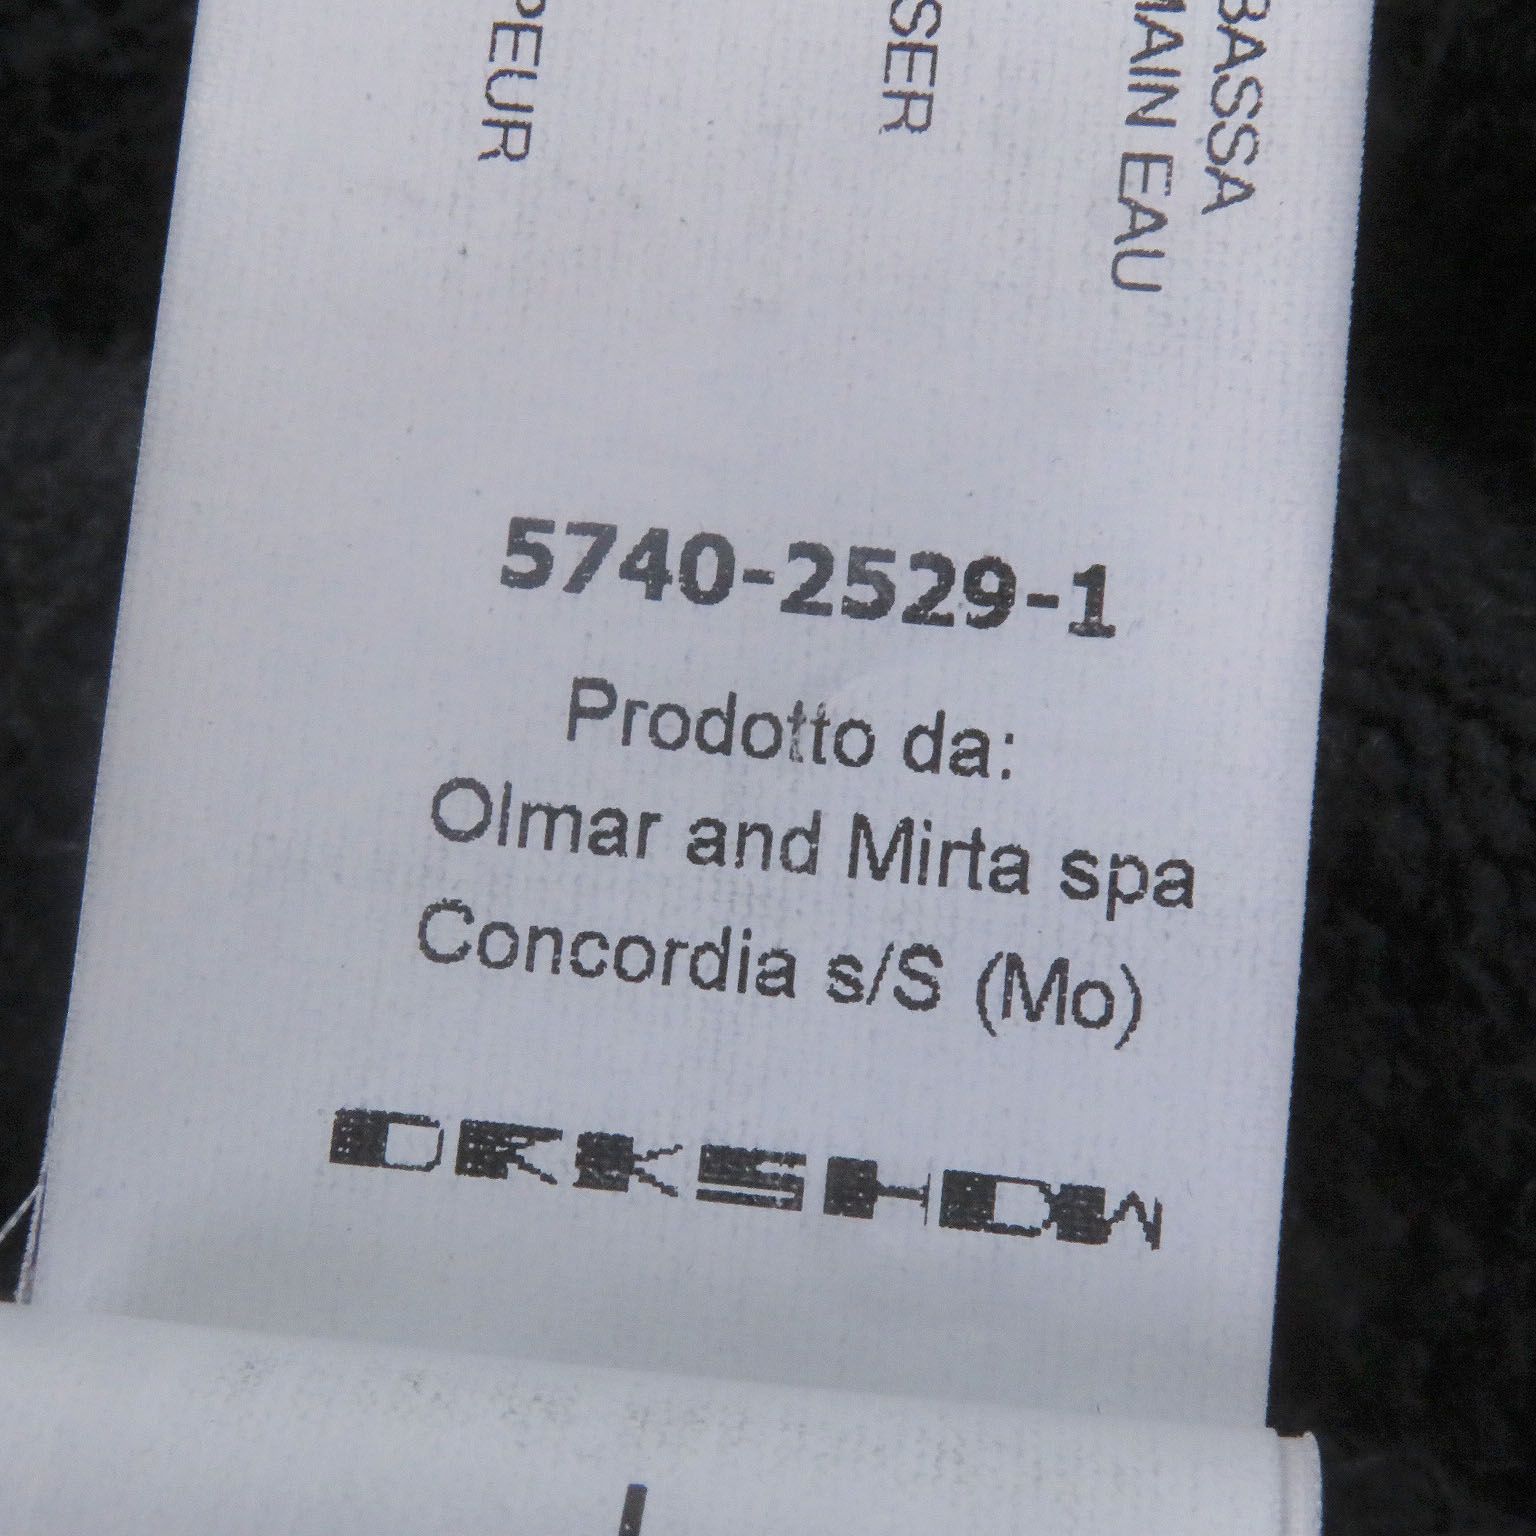 BASSA
MAIN EAU
SER
PEUR
5740-2529-1
Prodotto da:
Olmar and Mirta spa
Concordia s/S (Mo)
DRKSHDW